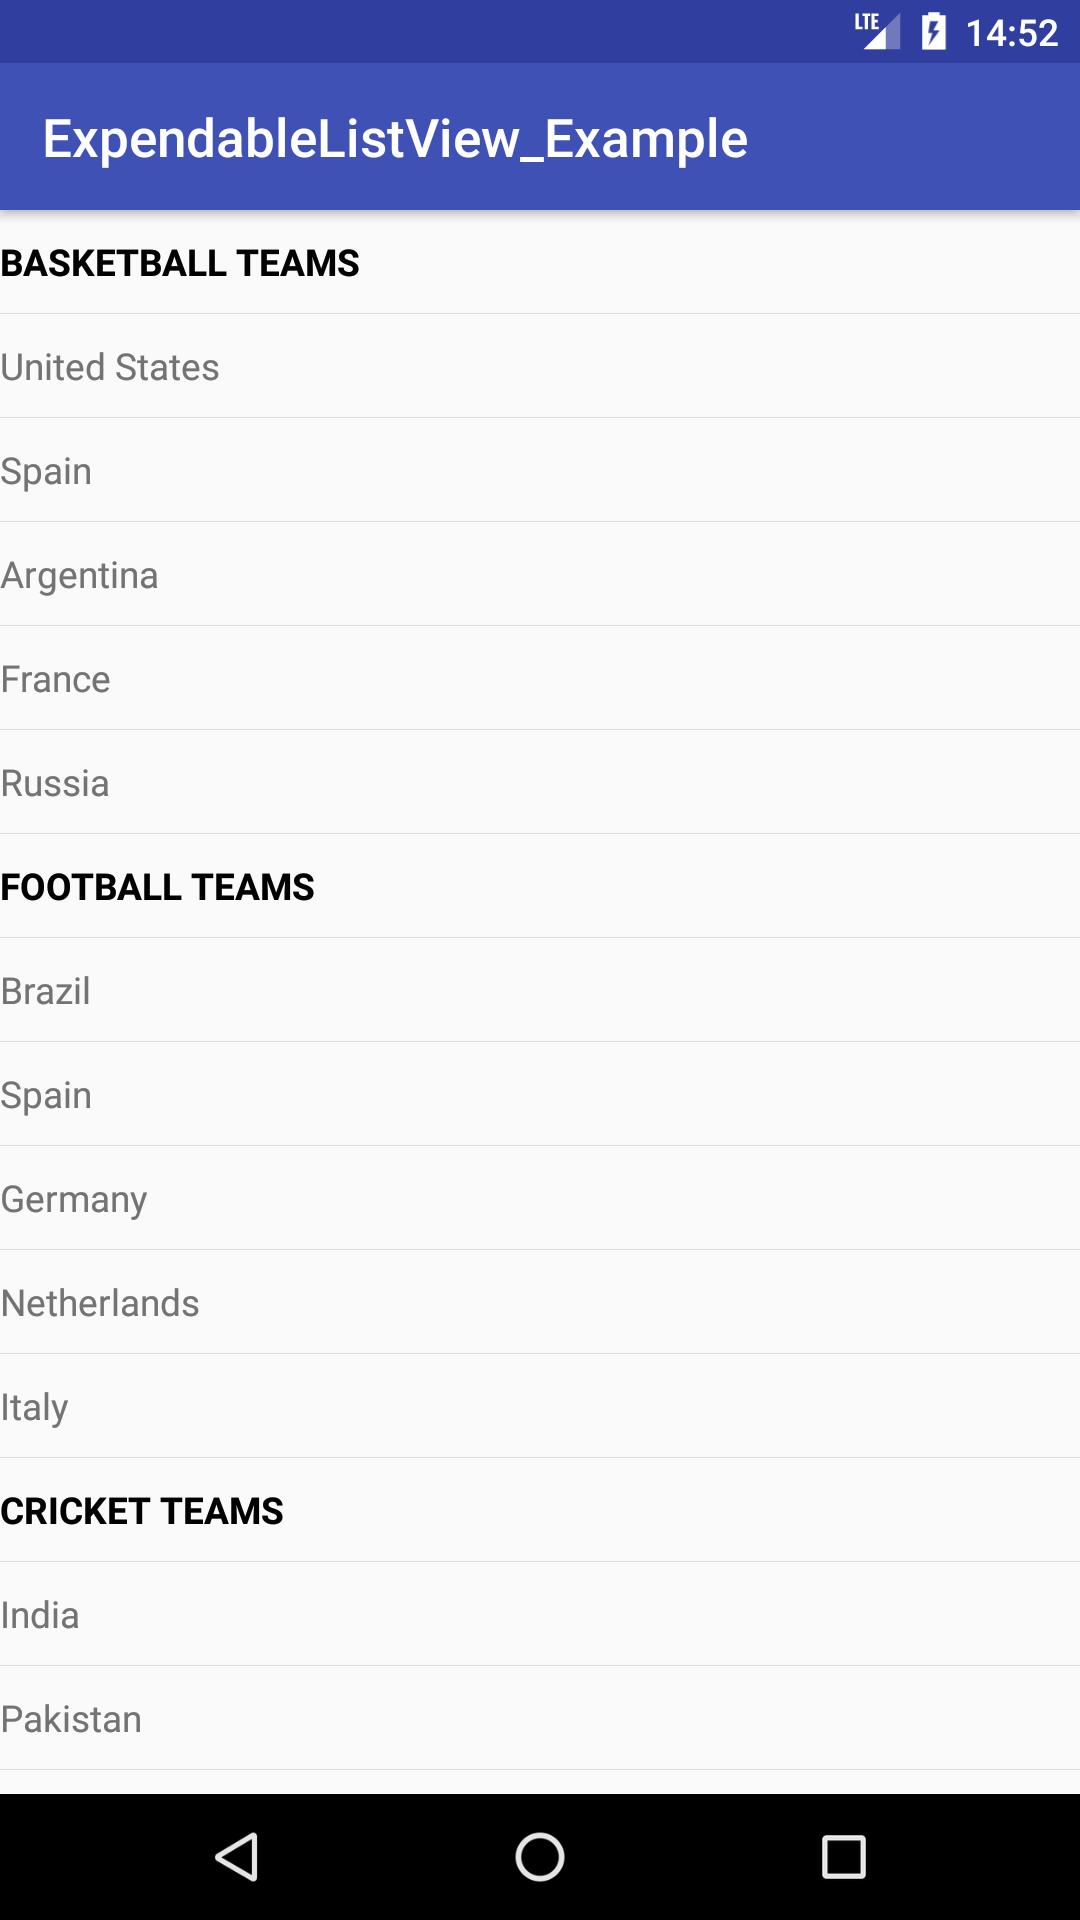 LTE 14:52
ExpendableListView_Example
BASKETBALL TEAMS
United States
Spain
Argentina
France
Russia
FOOTBALL TEAMS
Brazil
Spain
Germany
Netherlands
Italy
CRICKET TEAMS
India
Pakistan